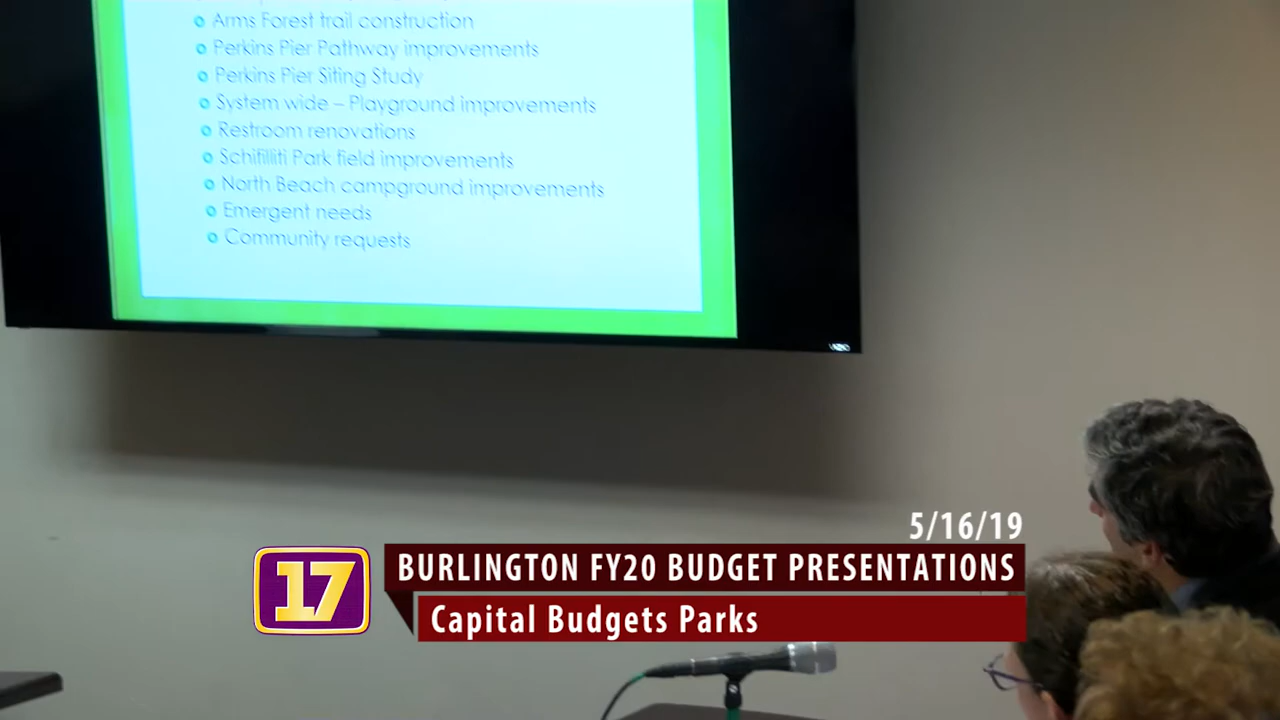 Arms Forest trail construction
Perkins Pier Pathway improvements
Perkins Pier Siting Study
System wide – Playground improvements
Restroom renovations
Schifilliti Park field improvements
North Beach campground improvements
Emergent needs
Community requests
VIZIO
5/16/19
17
BURLINGTON FY20 BUDGET PRESENTATIONS
Capital Budgets Parks